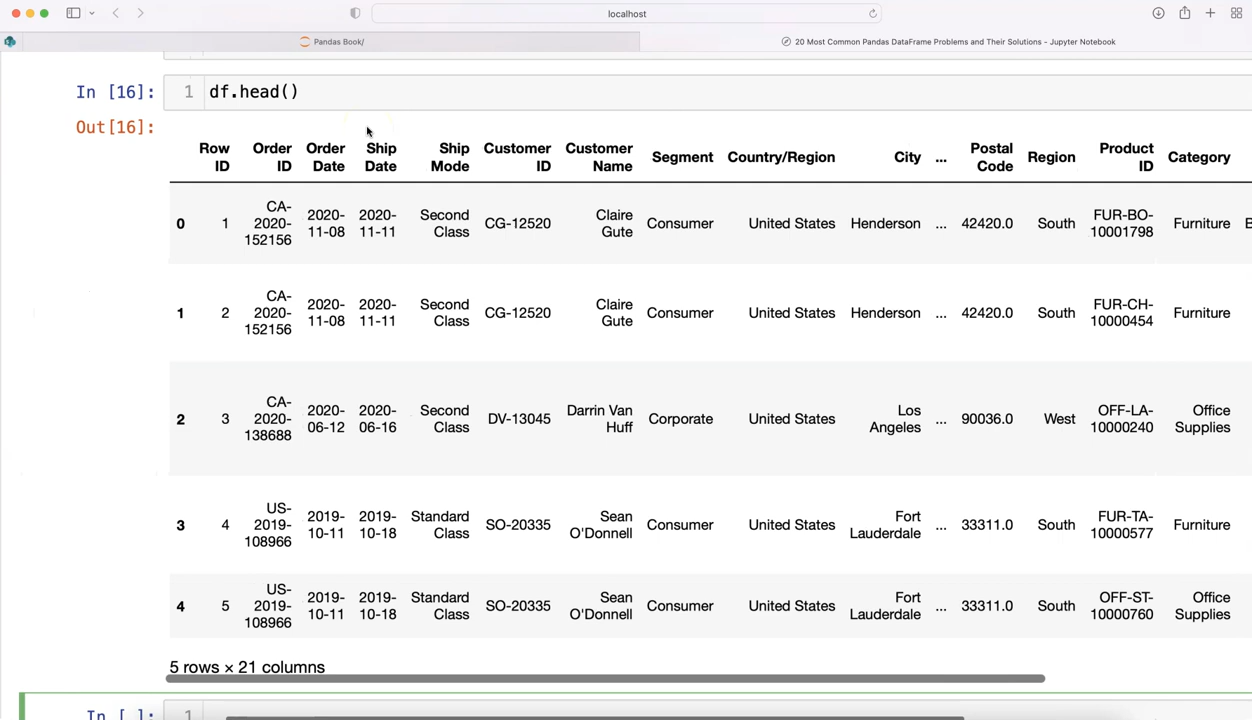 localhost
Pandas Book/
20 Most Common Pandas DataFrame Problems and Their Solutions - Jupyter Notebook
In [16]: 1 df.head()
Out[16]:
Row ID Order ID Order Date Ship Date Ship Mode Customer ID Customer Name Segment Country/Region City ... Postal Code Region Product ID Category
0 1 CA-2020-152156 2020-11-08 2020-11-11 Second Class CG-12520 Claire Gute Consumer United States Henderson ... 42420.0 South FUR-BO-10001798 Furniture
1 2 CA-2020-152156 2020-11-08 2020-11-11 Second Class CG-12520 Claire Gute Consumer United States Henderson ... 42420.0 South FUR-CH-10000454 Furniture
2 3 CA-2020-138688 2020-06-12 2020-06-16 Second Class DV-13045 Darrin Van Huff Corporate United States Los Angeles ... 90036.0 West OFF-LA-10000240 Office Supplies
3 4 US-2019-108966 2019-10-11 2019-10-18 Standard Class SO-20335 Sean O'Donnell Consumer United States Fort Lauderdale ... 33311.0 South FUR-TA-10000577 Furniture
4 5 US-2019-108966 2019-10-11 2019-10-18 Standard Class SO-20335 Sean O'Donnell Consumer United States Fort Lauderdale ... 33311.0 South OFF-ST-10000760 Office Supplies
5 rows × 21 columns
In [ ]: 1